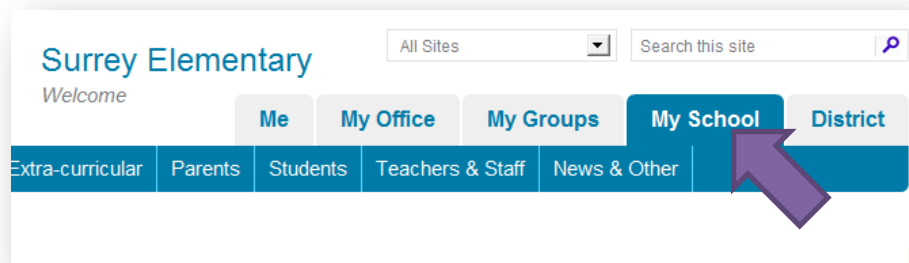 Surrey Elementary
All Sites
Search this site
Welcome
Me My Office My Groups My School District
Extra-curricular Parents Students Teachers & Staff News & Other